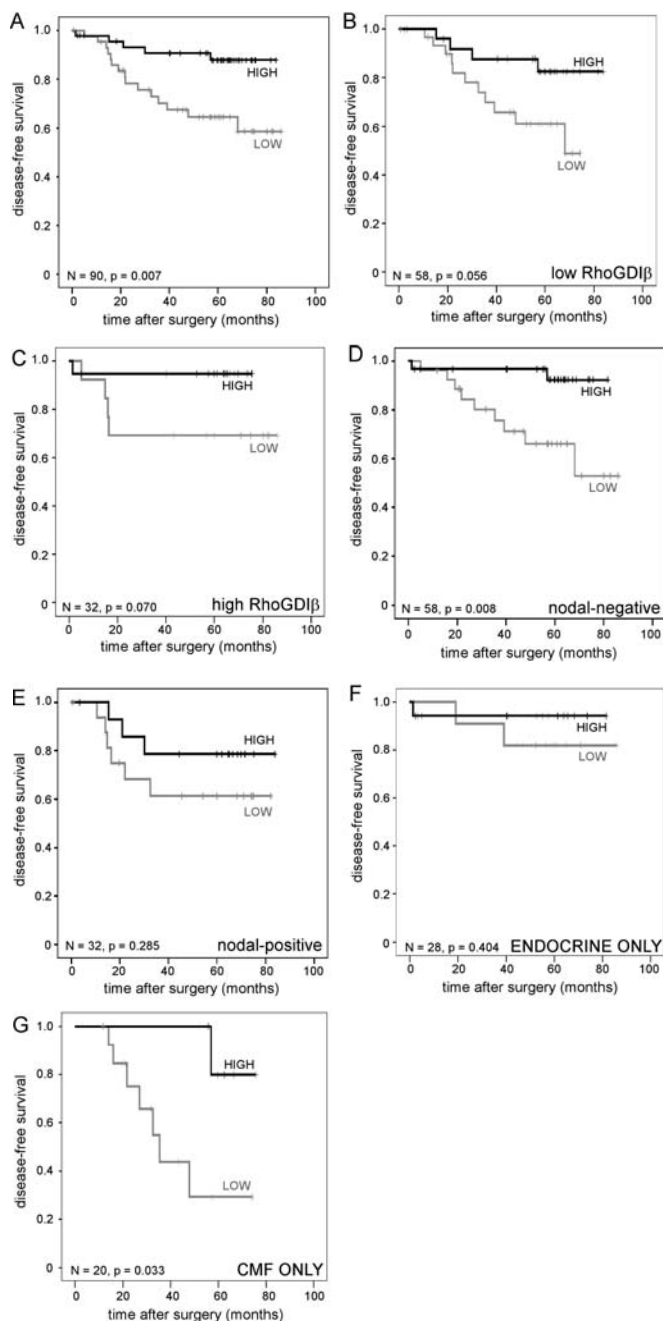 A
1.0
0.8
0.6
0.4
0.2
0
disease-free survival
HIGH
LOW
N = 90, p = 0.007
0 20 40 60 80 100
time after surgery (months)
B
1.0
0.8
0.6
0.4
0.2
0
disease-free survival
HIGH
LOW
N = 58, p = 0.056
low RhoGDIβ
0 20 40 60 80 100
time after surgery (months)
C
1.0
0.8
0.6
0.4
0.2
0
disease-free survival
HIGH
LOW
N = 32, p = 0.070
high RhoGDIβ
0 20 40 60 80 100
time after surgery (months)
D
1.0
0.8
0.6
0.4
0.2
0
disease-free survival
HIGH
LOW
N = 58, p = 0.008
nodal-negative
0 20 40 60 80 100
time after surgery (months)
E
1.0
0.8
0.6
0.4
0.2
0
disease-free survival
HIGH
LOW
N = 32, p = 0.285
nodal-positive
0 20 40 60 80 100
time after surgery (months)
F
1.0
0.8
0.6
0.4
0.2
0
disease-free survival
HIGH
LOW
N = 28, p = 0.404
ENDOCRINE ONLY
0 20 40 60 80 100
time after surgery (months)
G
1.0
0.8
0.6
0.4
0.2
0
disease-free survival
HIGH
LOW
N = 20, p = 0.033
CMF ONLY
0 20 40 60 80 100
time after surgery (months)